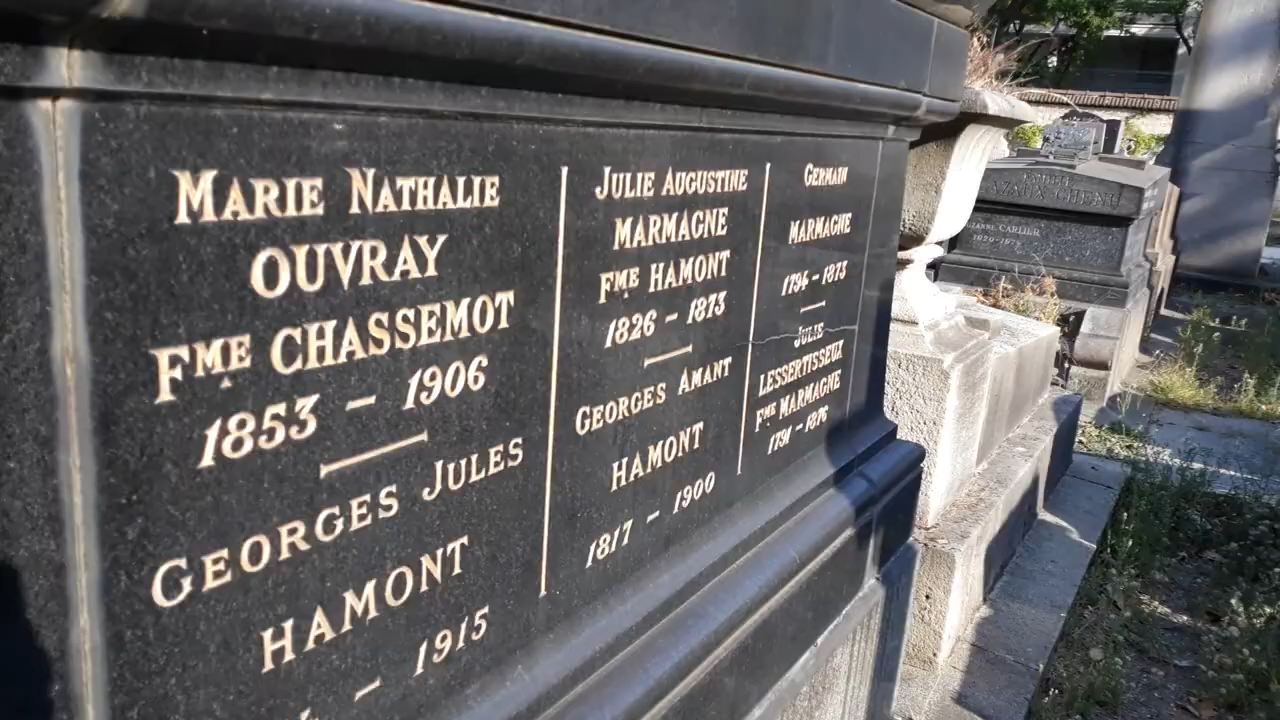 MARIE NATHALIE
OUVRAY
FME CHASSEMOT
1853 - 1906
GEORGES JULES
HAMONT
- 1915
JULIE AUGUSTINE
MARMAGNE
FME HAMONT
1826 - 1873
GEORGES AMANT
HAMONT
1817 - 1900
GERMAIN
MARMAGNE
1794 - 1873
JULIE
LESSERTISSEUX
FME MARMAGNE
1791 - 1876
CARLIER